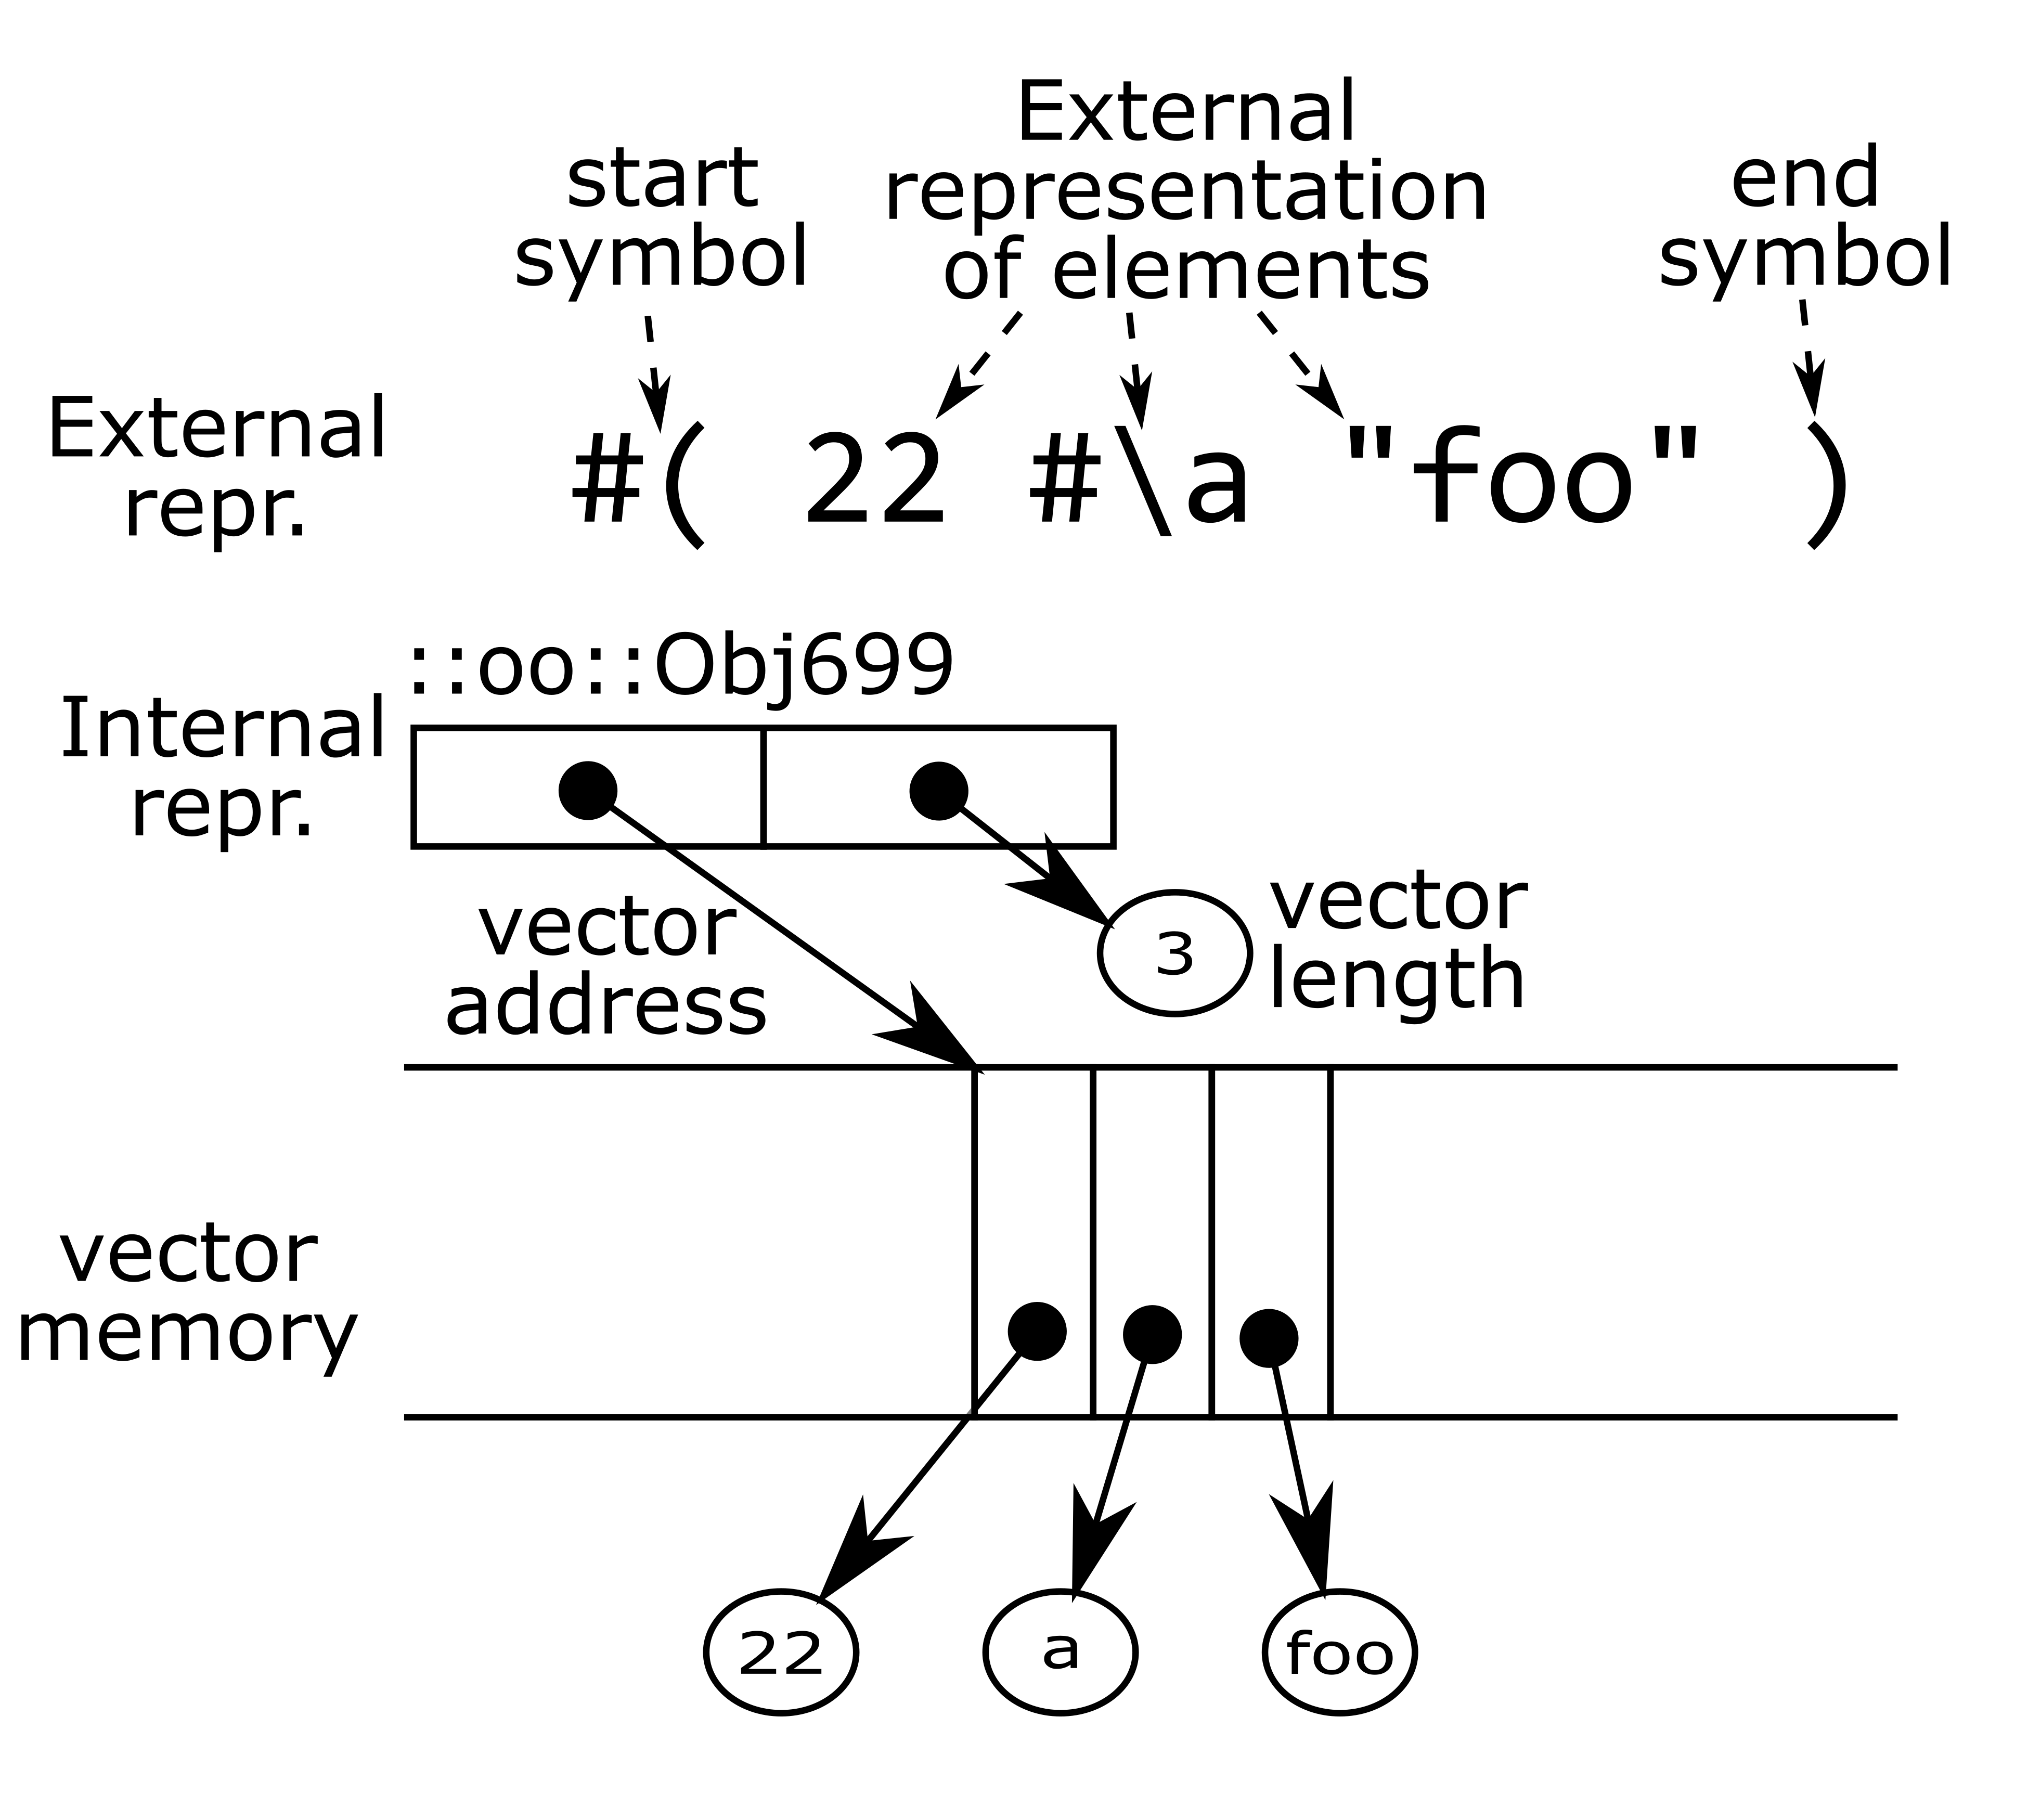 External
representation
of elements
start
symbol
end
symbol
External
repr.
#( 22 #\a "foo" )
::oo::Obj699
Internal
repr.
vector
address
3
vector
length
vector
memory
22
a
foo